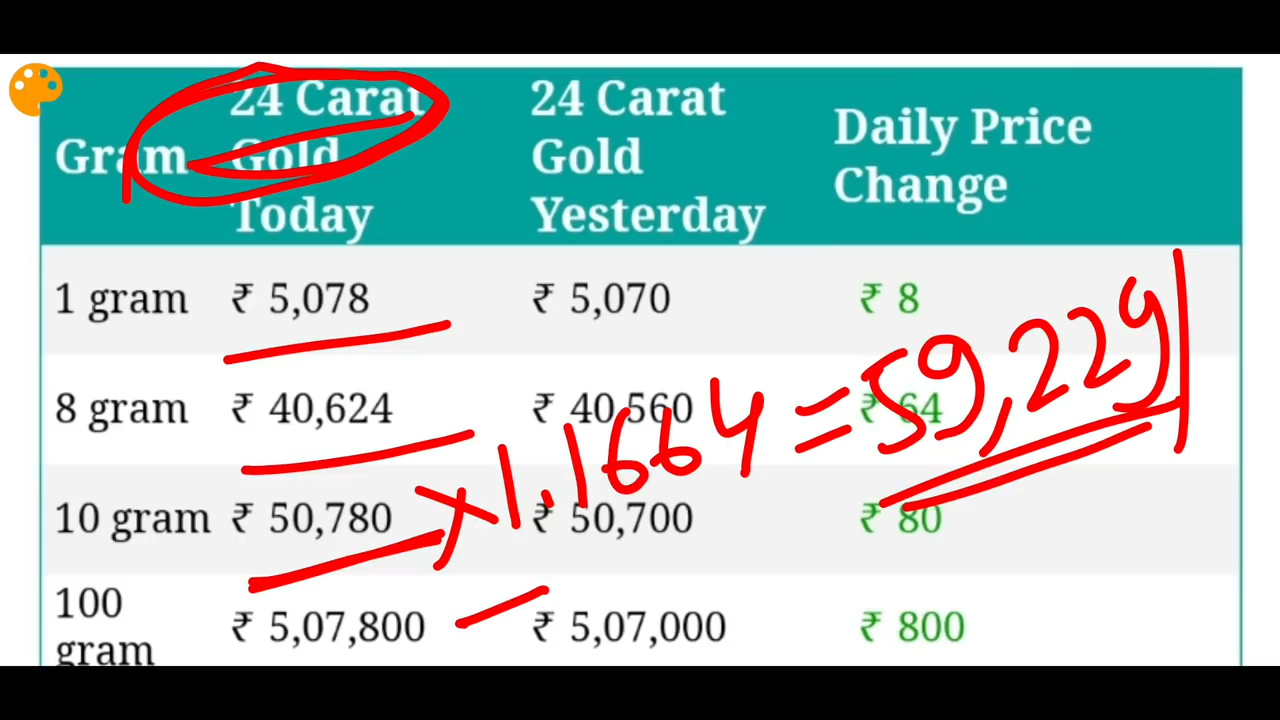 Gram 24 Carat Gold Today 24 Carat Gold Yesterday Daily Price Change
1 gram ₹ 5,078 ₹ 5,070 ₹ 8
8 gram ₹ 40,624 ₹ 40,560 ₹ 64
10 gram ₹ 50,780 ₹ 50,700 ₹ 80
100 gram ₹ 5,07,800 ₹ 5,07,000 ₹ 800
×1.1664 = 59,229